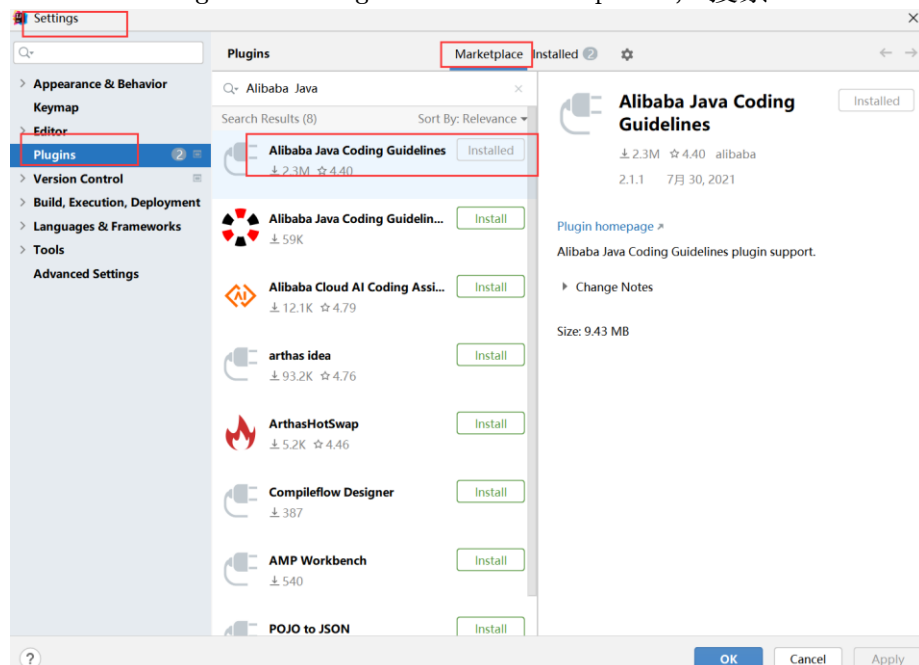 Settings
Plugins
Marketplace
Installed 2
Appearance & Behavior
Keymap
Editor
Plugins 2
Version Control
Build, Execution, Deployment
Languages & Frameworks
Tools
Advanced Settings
Alibaba Java
Search Results (8)
Sort By: Relevance
Alibaba Java Coding Guidelines
Installed
2.3M 4.40
Alibaba Java Coding Guidelin...
Install
59K
Alibaba Cloud AI Coding Assi...
Install
12.1K 4.79
arthas idea
Install
93.2K 4.76
ArthasHotSwap
Install
5.2K 4.46
Compileflow Designer
Install
387
AMP Workbench
Install
540
POJO to JSON
Install
Alibaba Java Coding
Guidelines
Installed
2.3M 4.40 alibaba
2.1.1 7月 30, 2021
Plugin homepage
Alibaba Java Coding Guidelines plugin support.
Change Notes
Size: 9.43 MB
?
OK
Cancel
Apply